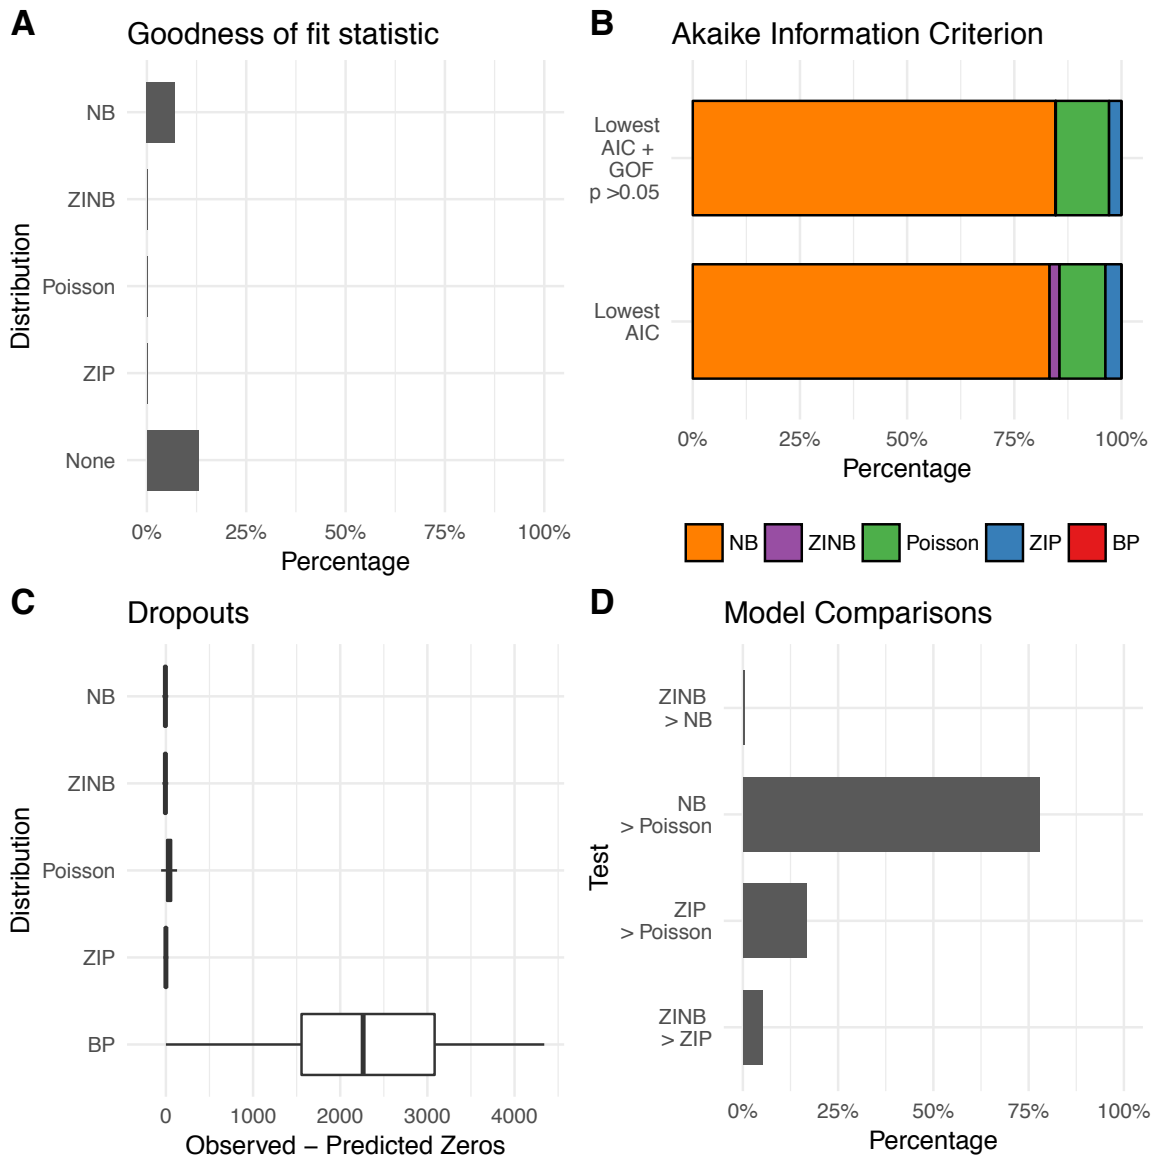 A
Goodness of fit statistic
Distribution
NB
ZINB
Poisson
ZIP
None
0% 25% 50% 75% 100%
Percentage
B
Akaike Information Criterion
Lowest
AIC +
GOF
p >0.05
Lowest
AIC
0% 25% 50% 75% 100%
Percentage
NB ZINB Poisson ZIP BP
C
Dropouts
Distribution
NB
ZINB
Poisson
ZIP
BP
0 1000 2000 3000 4000
Observed − Predicted Zeros
D
Model Comparisons
Test
ZINB
> NB
NB
> Poisson
ZIP
> Poisson
ZINB
> ZIP
0% 25% 50% 75% 100%
Percentage